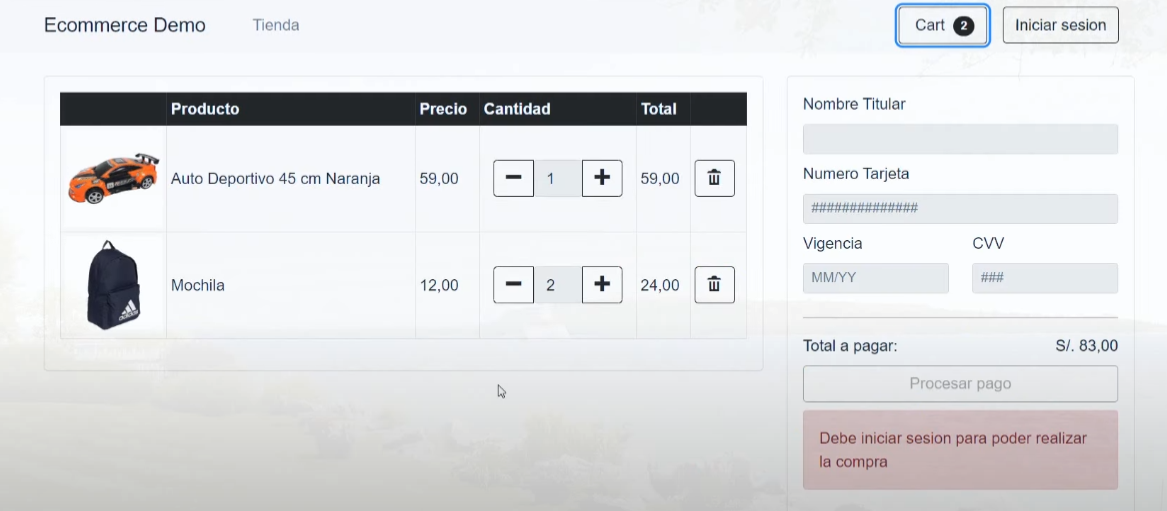 Ecommerce Demo Tienda Cart 2 Iniciar sesion
Producto Precio Cantidad Total
Auto Deportivo 45 cm Naranja 59,00 1 59,00
Mochila 12,00 2 24,00
adidas
Nombre Titular
Numero Tarjeta
##############
Vigencia CVV
MM/YY ###
Total a pagar: S/. 83,00
Procesar pago
Debe iniciar sesion para poder realizar
la compra